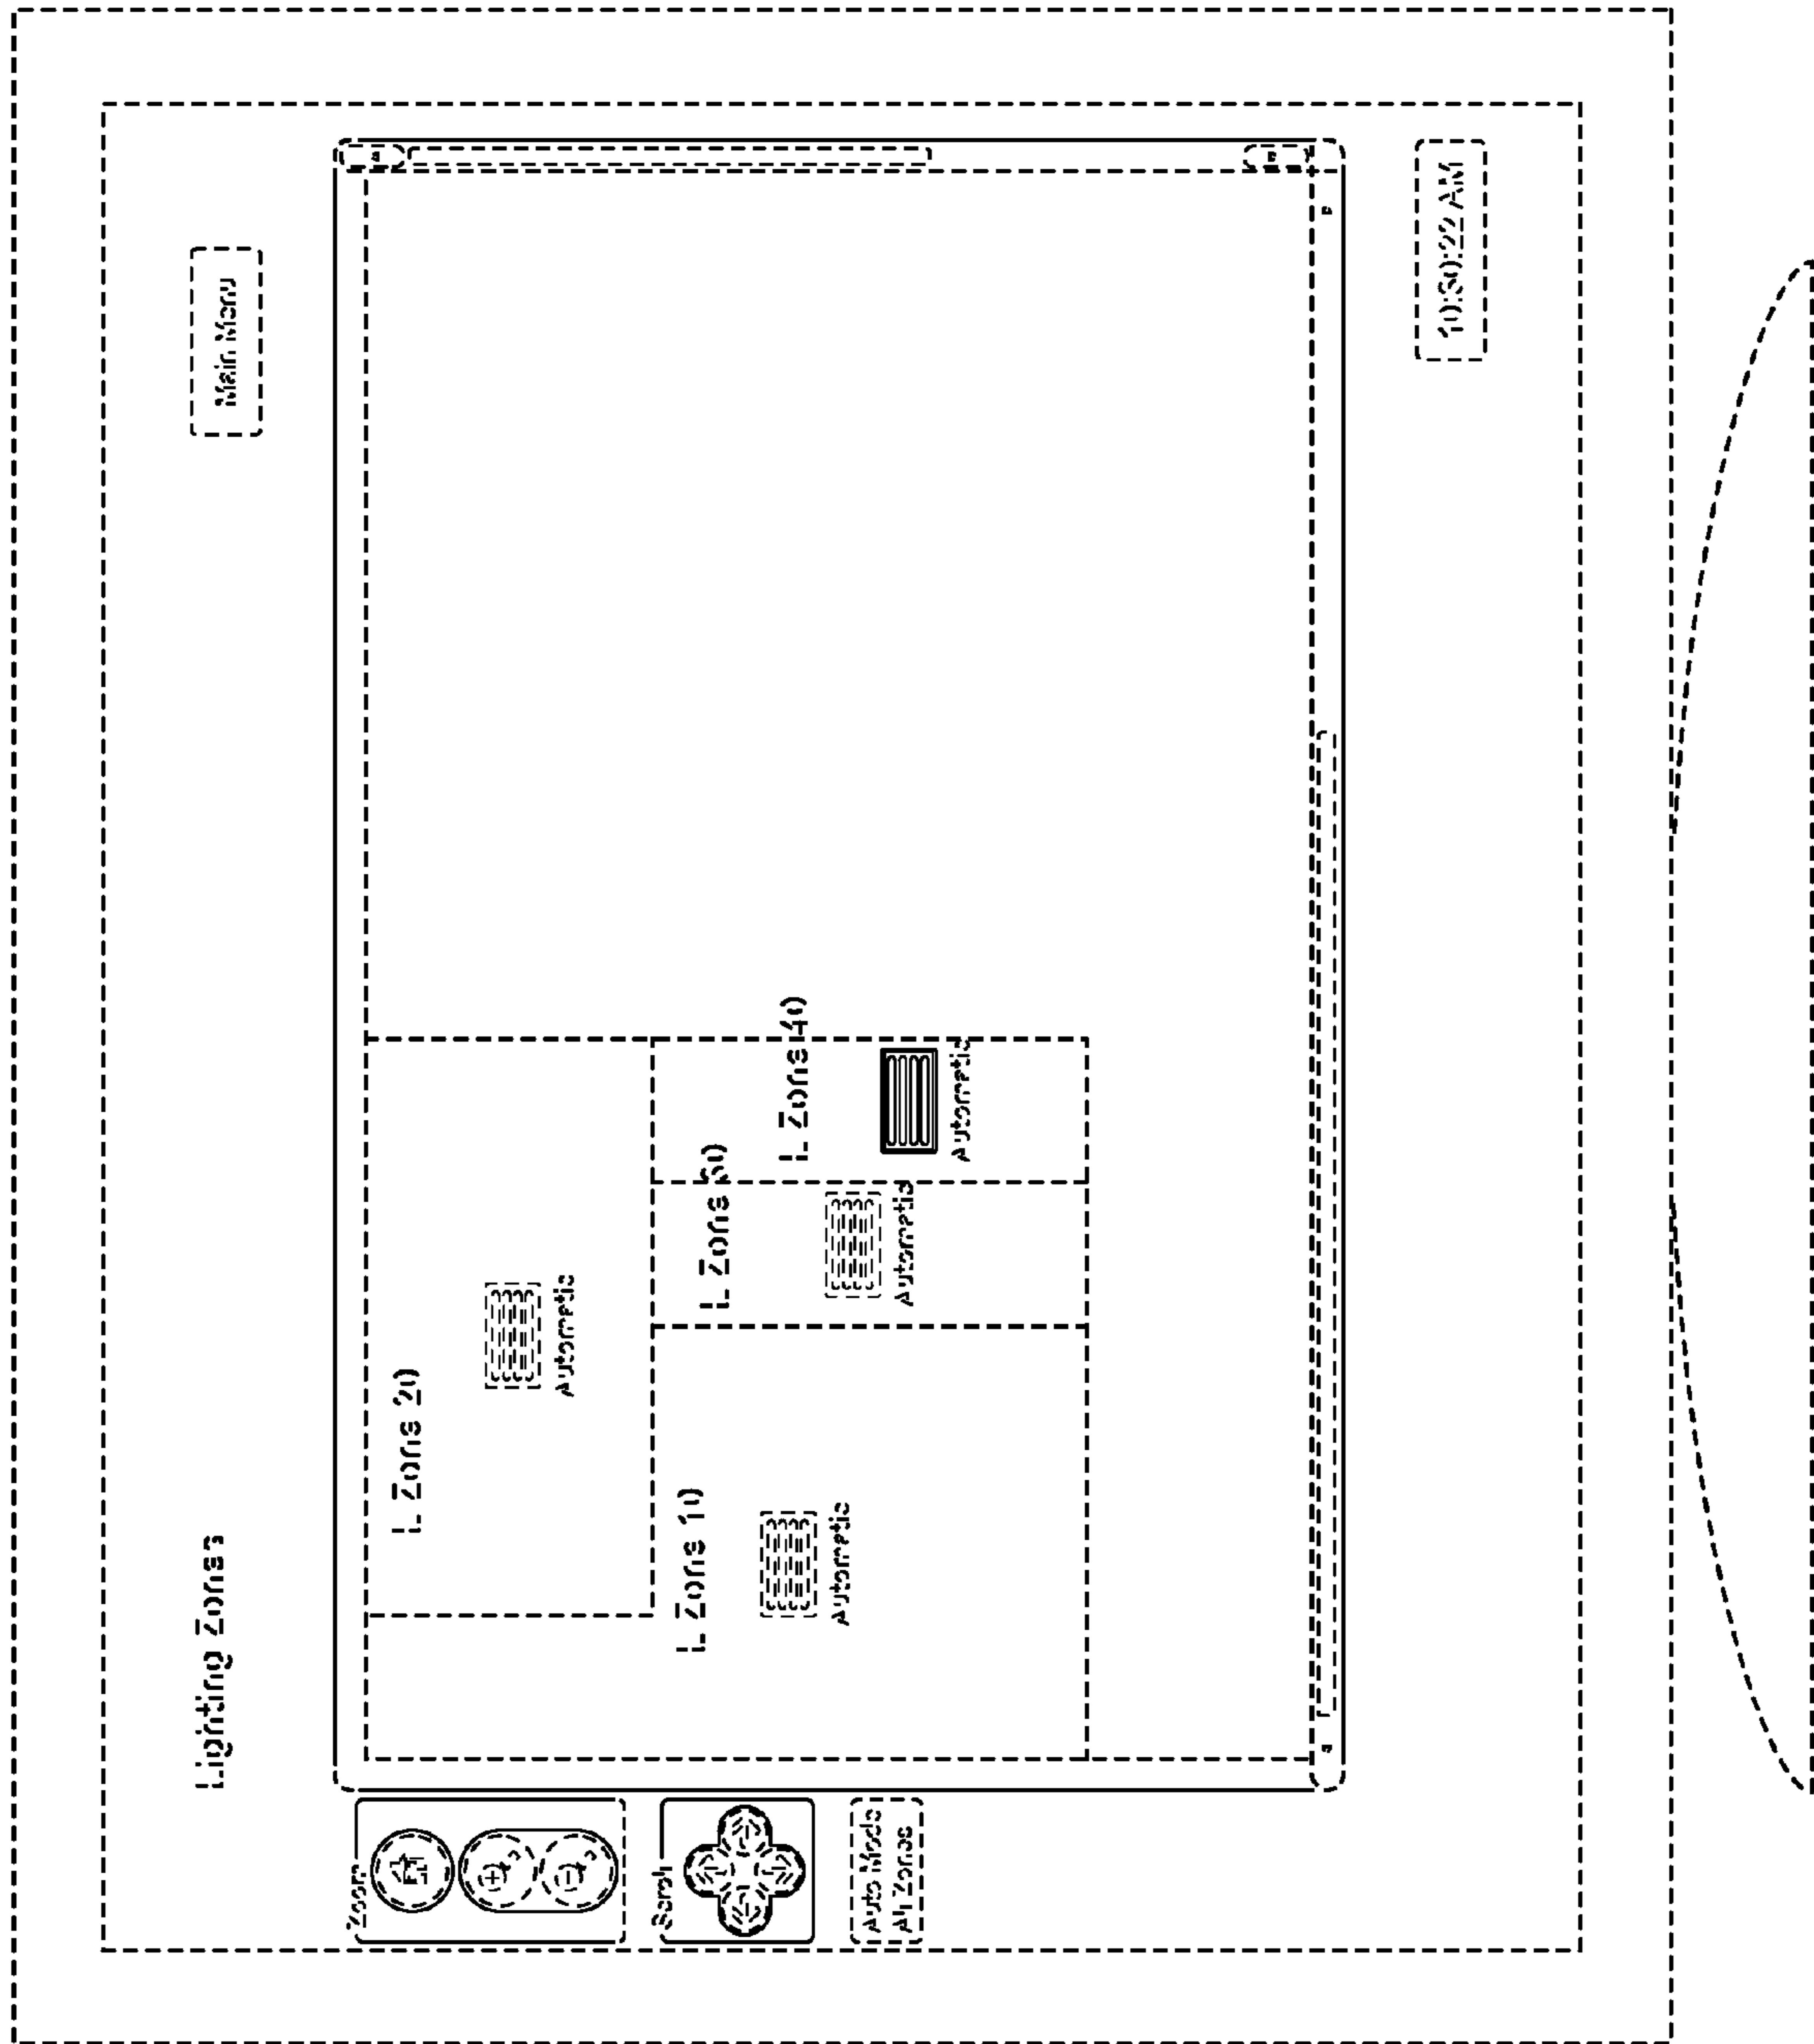 Lighting Zones
Main Menu
Zoom
Scroll
Auto Mode
All Zones
L Zone 20
Automatic
L Zone 10
Automatic
L Zone 30
Automatic
L Zone 40
Automatic
10:30:22 AM